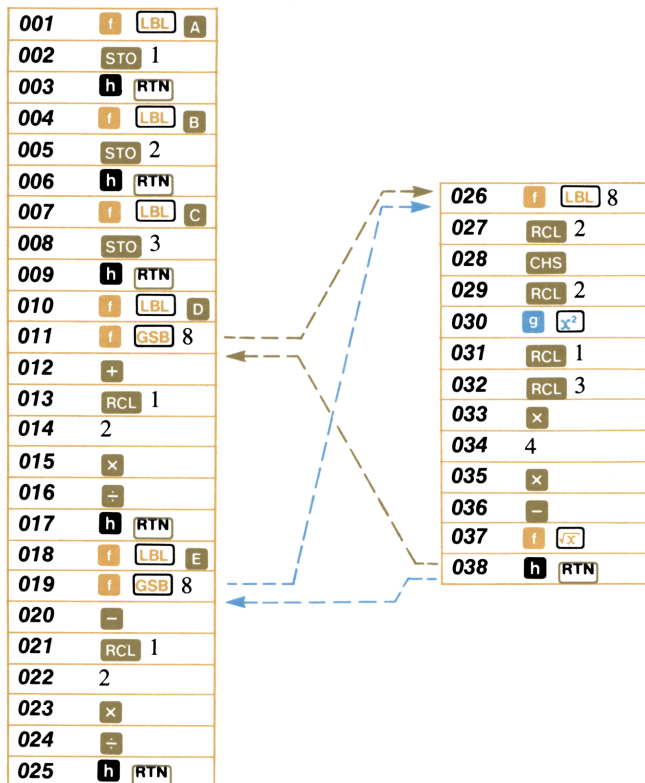 001 f LBL A
002 STO 1
003 h RTN
004 f LBL B
005 STO 2
006 h RTN
007 f LBL C
008 STO 3
009 h RTN
010 f LBL D
011 f GSB 8
012 +
013 RCL 1
014 2
015 ×
016 ÷
017 h RTN
018 f LBL E
019 f GSB 8
020 −
021 RCL 1
022 2
023 ×
024 ÷
025 h RTN
026 f LBL 8
027 RCL 2
028 CHS
029 RCL 2
030 g x²
031 RCL 1
032 RCL 3
033 ×
034 4
035 ×
036 −
037 f √x
038 h RTN